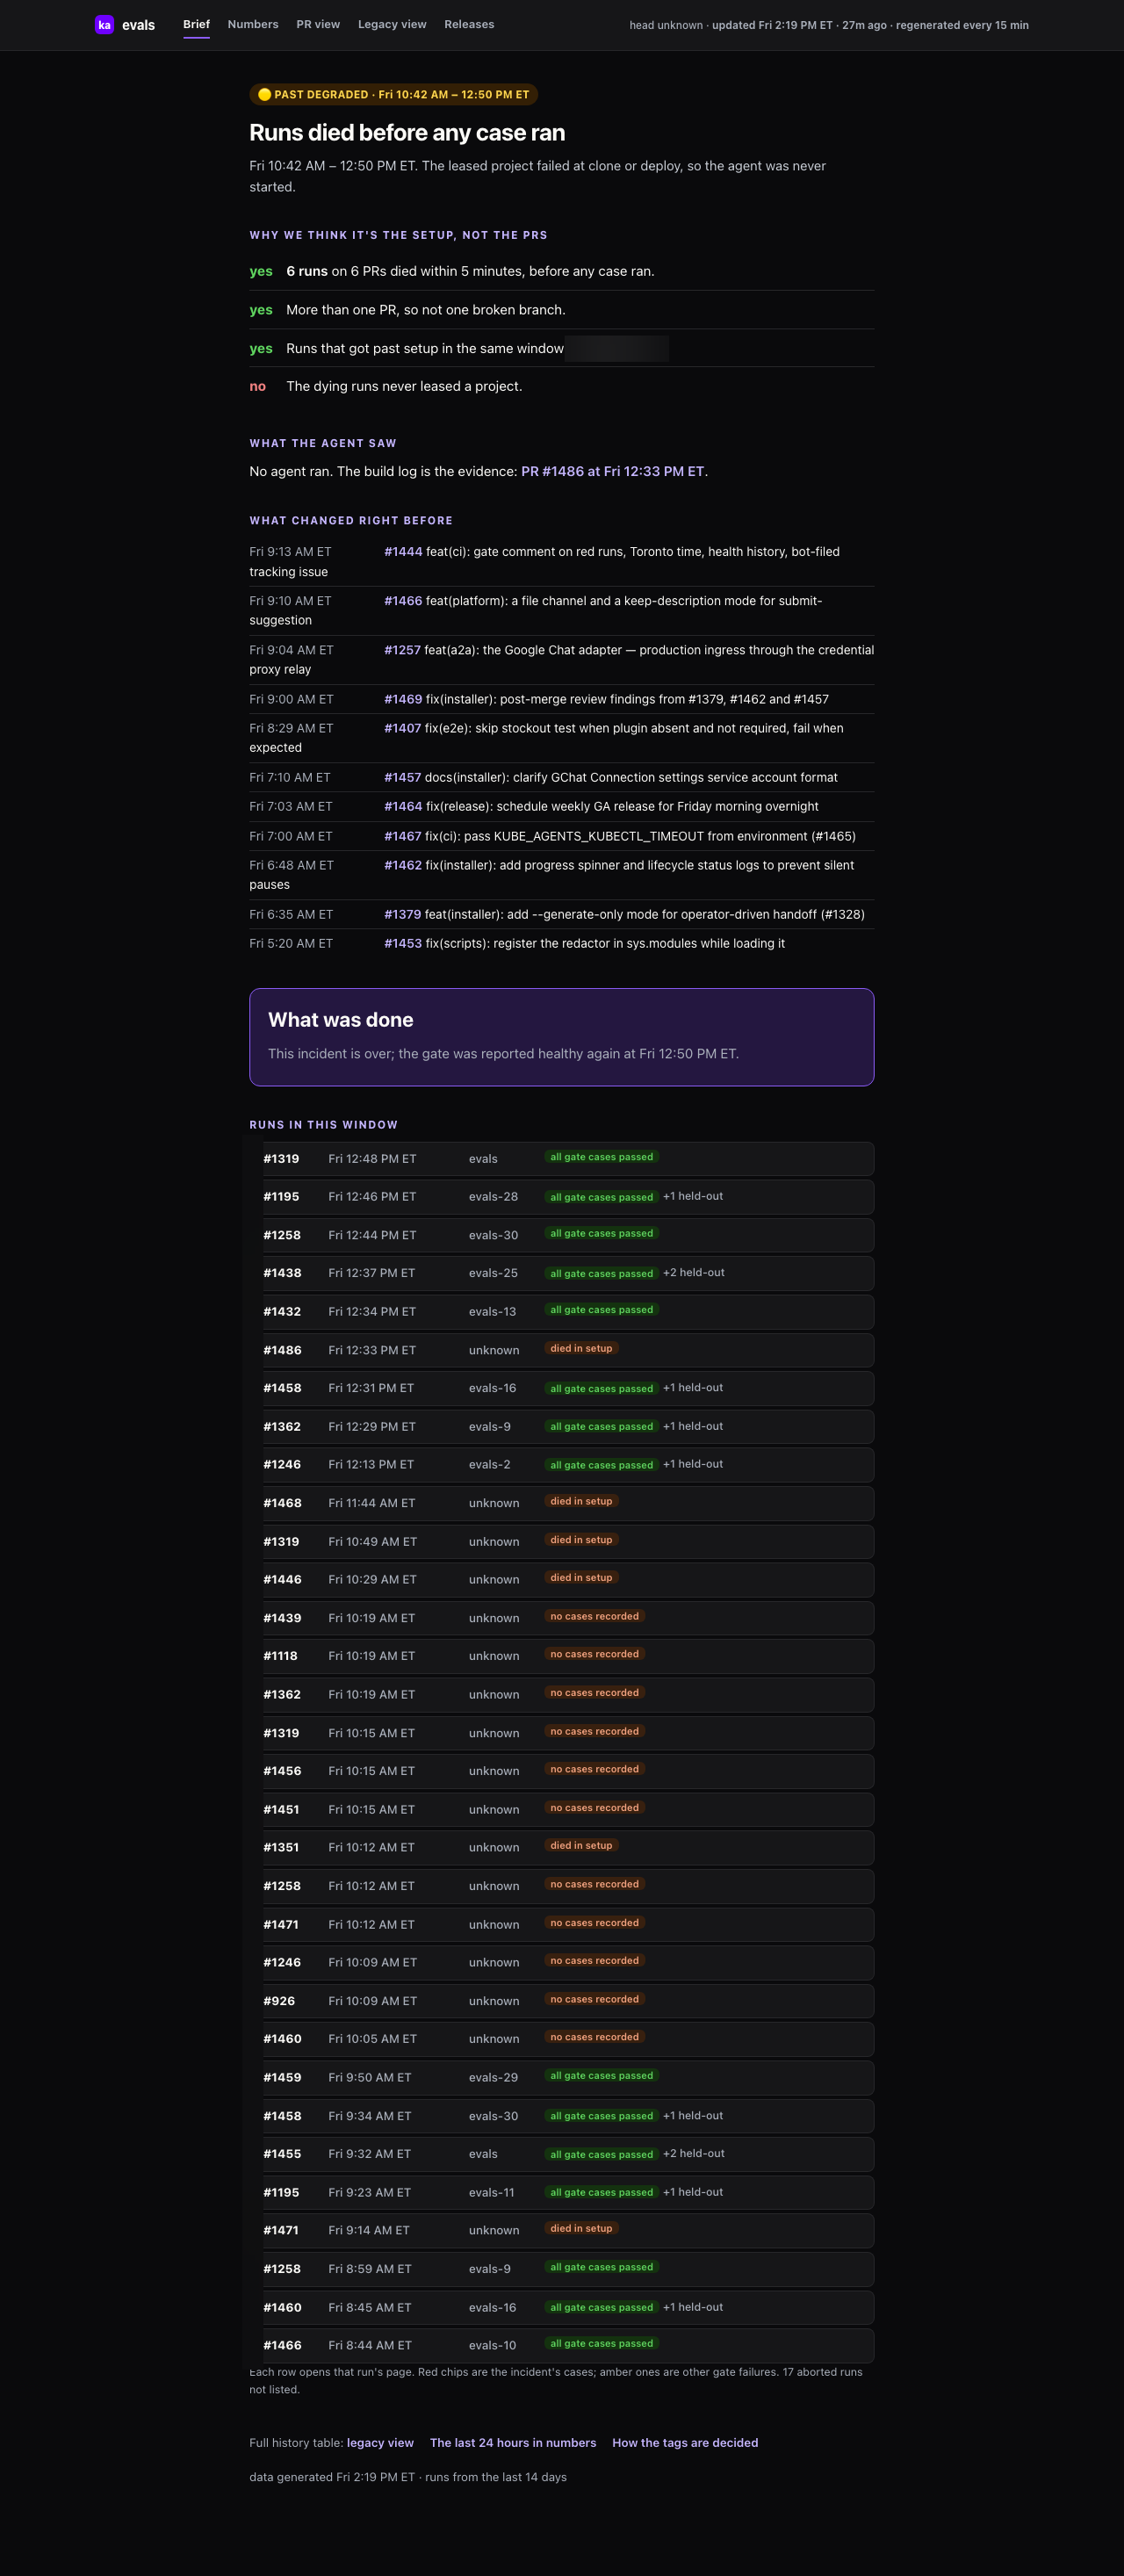 ka evals Brief Numbers PR view Legacy view Releases head unknown · updated Fri 2:19 PM ET · 27m ago · regenerated every 15 min
PAST DEGRADED · Fri 10:42 AM – 12:50 PM ET
Runs died before any case ran
Fri 10:42 AM – 12:50 PM ET. The leased project failed at clone or deploy, so the agent was never
started.
WHY WE THINK IT'S THE SETUP, NOT THE PRS
yes 6 runs on 6 PRs died within 5 minutes, before any case ran.
yes More than one PR, so not one broken branch.
yes Runs that got past setup in the same window
no The dying runs never leased a project.
WHAT THE AGENT SAW
No agent ran. The build log is the evidence: PR #1486 at Fri 12:33 PM ET.
WHAT CHANGED RIGHT BEFORE
Fri 9:13 AM ET #1444 feat(ci): gate comment on red runs, Toronto time, health history, bot-filed
tracking issue
Fri 9:10 AM ET #1466 feat(platform): a file channel and a keep-description mode for submit-
suggestion
Fri 9:04 AM ET #1257 feat(a2a): the Google Chat adapter — production ingress through the credential
proxy relay
Fri 9:00 AM ET #1469 fix(installer): post-merge review findings from #1379, #1462 and #1457
Fri 8:29 AM ET #1407 fix(e2e): skip stockout test when plugin absent and not required, fail when
expected
Fri 7:10 AM ET #1457 docs(installer): clarify GChat Connection settings service account format
Fri 7:03 AM ET #1464 fix(release): schedule weekly GA release for Friday morning overnight
Fri 7:00 AM ET #1467 fix(ci): pass KUBE_AGENTS_KUBECTL_TIMEOUT from environment (#1465)
Fri 6:48 AM ET #1462 fix(installer): add progress spinner and lifecycle status logs to prevent silent
pauses
Fri 6:35 AM ET #1379 feat(installer): add --generate-only mode for operator-driven handoff (#1328)
Fri 5:20 AM ET #1453 fix(scripts): register the redactor in sys.modules while loading it
What was done
This incident is over; the gate was reported healthy again at Fri 12:50 PM ET.
RUNS IN THIS WINDOW
#1319 Fri 12:48 PM ET evals all gate cases passed
#1195 Fri 12:46 PM ET evals-28 all gate cases passed +1 held-out
#1258 Fri 12:44 PM ET evals-30 all gate cases passed
#1438 Fri 12:37 PM ET evals-25 all gate cases passed +2 held-out
#1432 Fri 12:34 PM ET evals-13 all gate cases passed
#1486 Fri 12:33 PM ET unknown died in setup
#1458 Fri 12:31 PM ET evals-16 all gate cases passed +1 held-out
#1362 Fri 12:29 PM ET evals-9 all gate cases passed +1 held-out
#1246 Fri 12:13 PM ET evals-2 all gate cases passed +1 held-out
#1468 Fri 11:44 AM ET unknown died in setup
#1319 Fri 10:49 AM ET unknown died in setup
#1446 Fri 10:29 AM ET unknown died in setup
#1439 Fri 10:19 AM ET unknown no cases recorded
#1118 Fri 10:19 AM ET unknown no cases recorded
#1362 Fri 10:19 AM ET unknown no cases recorded
#1319 Fri 10:15 AM ET unknown no cases recorded
#1456 Fri 10:15 AM ET unknown no cases recorded
#1451 Fri 10:15 AM ET unknown no cases recorded
#1351 Fri 10:12 AM ET unknown died in setup
#1258 Fri 10:12 AM ET unknown no cases recorded
#1471 Fri 10:12 AM ET unknown no cases recorded
#1246 Fri 10:09 AM ET unknown no cases recorded
#926 Fri 10:09 AM ET unknown no cases recorded
#1460 Fri 10:05 AM ET unknown no cases recorded
#1459 Fri 9:50 AM ET evals-29 all gate cases passed
#1458 Fri 9:34 AM ET evals-30 all gate cases passed +1 held-out
#1455 Fri 9:32 AM ET evals all gate cases passed +2 held-out
#1195 Fri 9:23 AM ET evals-11 all gate cases passed +1 held-out
#1471 Fri 9:14 AM ET unknown died in setup
#1258 Fri 8:59 AM ET evals-9 all gate cases passed
#1460 Fri 8:45 AM ET evals-16 all gate cases passed +1 held-out
#1466 Fri 8:44 AM ET evals-10 all gate cases passed
Each row opens that run's page. Red chips are the incident's cases; amber ones are other gate failures. 17 aborted runs
not listed.
Full history table: legacy view The last 24 hours in numbers How the tags are decided
data generated Fri 2:19 PM ET · runs from the last 14 days